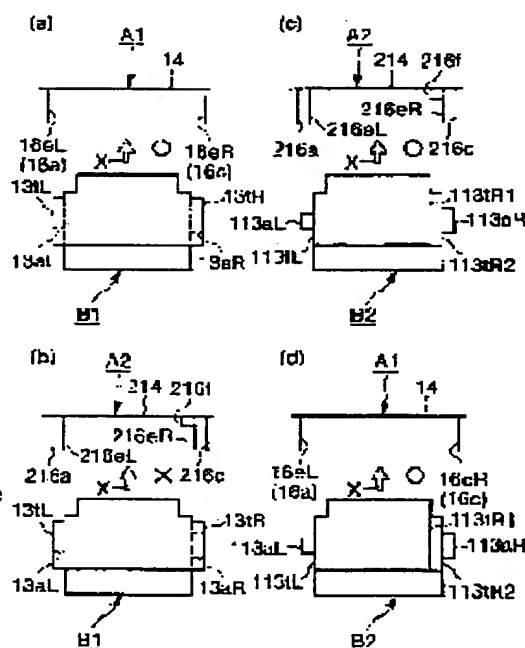 (a)
A1
14
16eL
(16a)
16eR
(16c)
X
13tL
13tR
13aL
B1
(c)
A2
214
216f
216eR
216eL
216a
216c
X
113tR1
113aL
113aR
113tL
113tR2
B2
(b)
A2
214
216f
216eR
216eL
216a
216c
X
13tL
13tR
13aL
13aR
B1
(d)
A1
14
16eL
(16a)
16cR
(16c)
X
113tR1
113aL
113aH
113tL
113tR2
B2